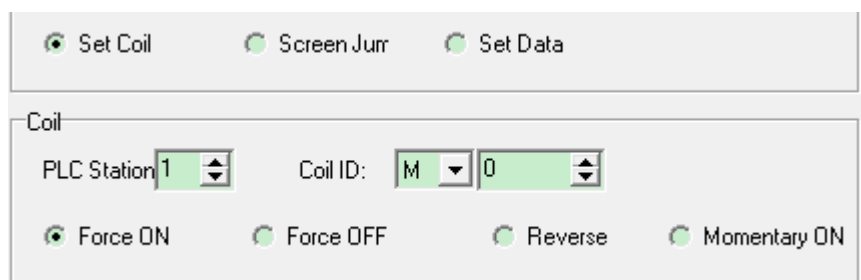 Set Coil Screen Jum Set Data
Coil
PLC Station 1 Coil ID: M 0
Force ON Force OFF Reverse Momentary ON